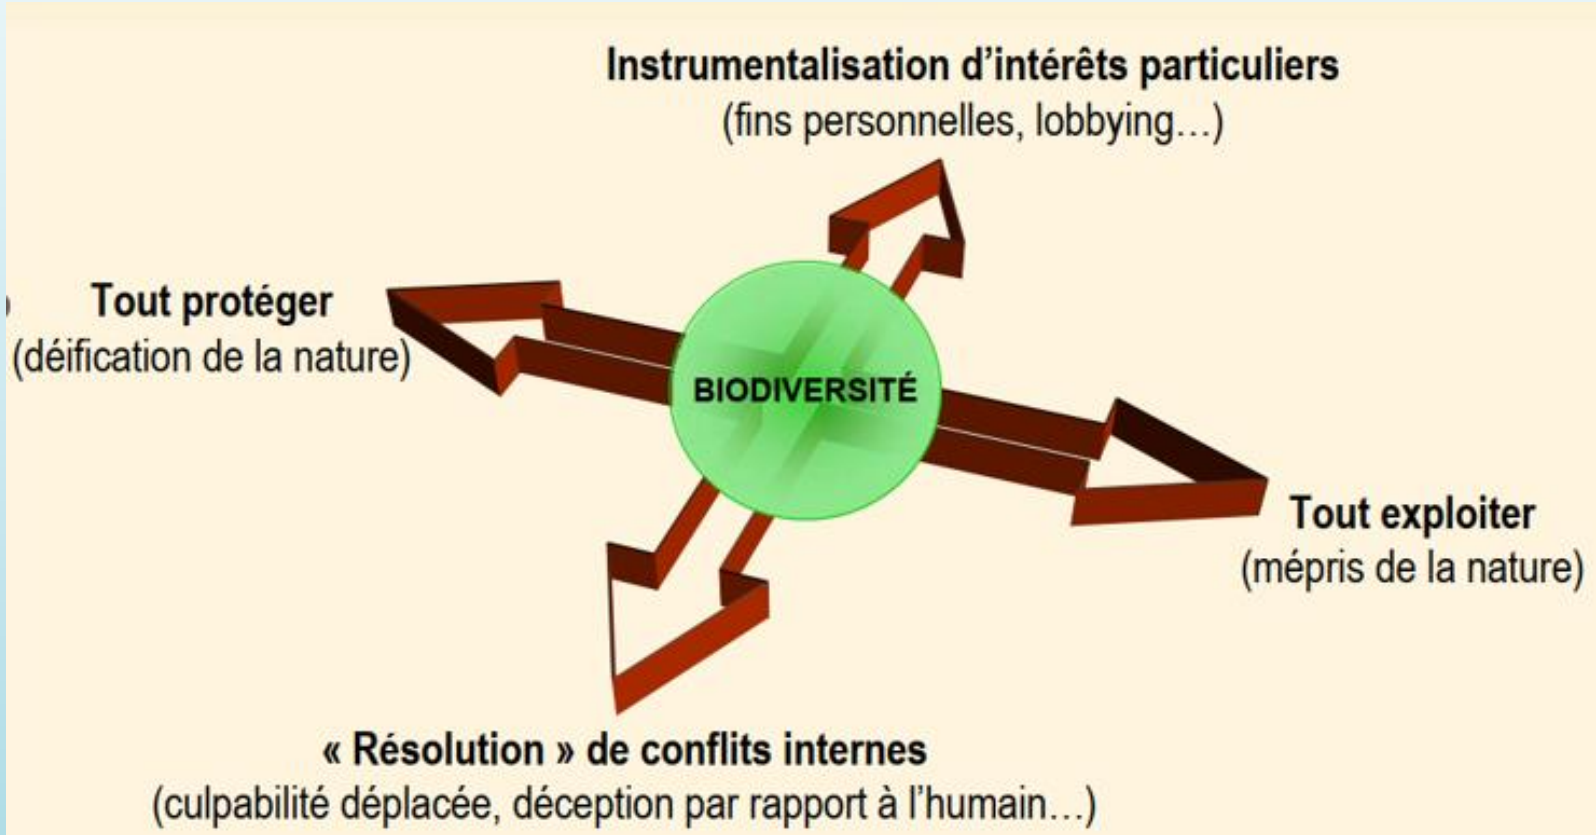 Instrumentalisation d’intérêts particuliers
(fins personnelles, lobbying…)
Tout protéger
(déification de la nature)
BIODIVERSITÉ
Tout exploiter
(mépris de la nature)
« Résolution » de conflits internes
(culpabilité déplacée, déception par rapport à l’humain…)